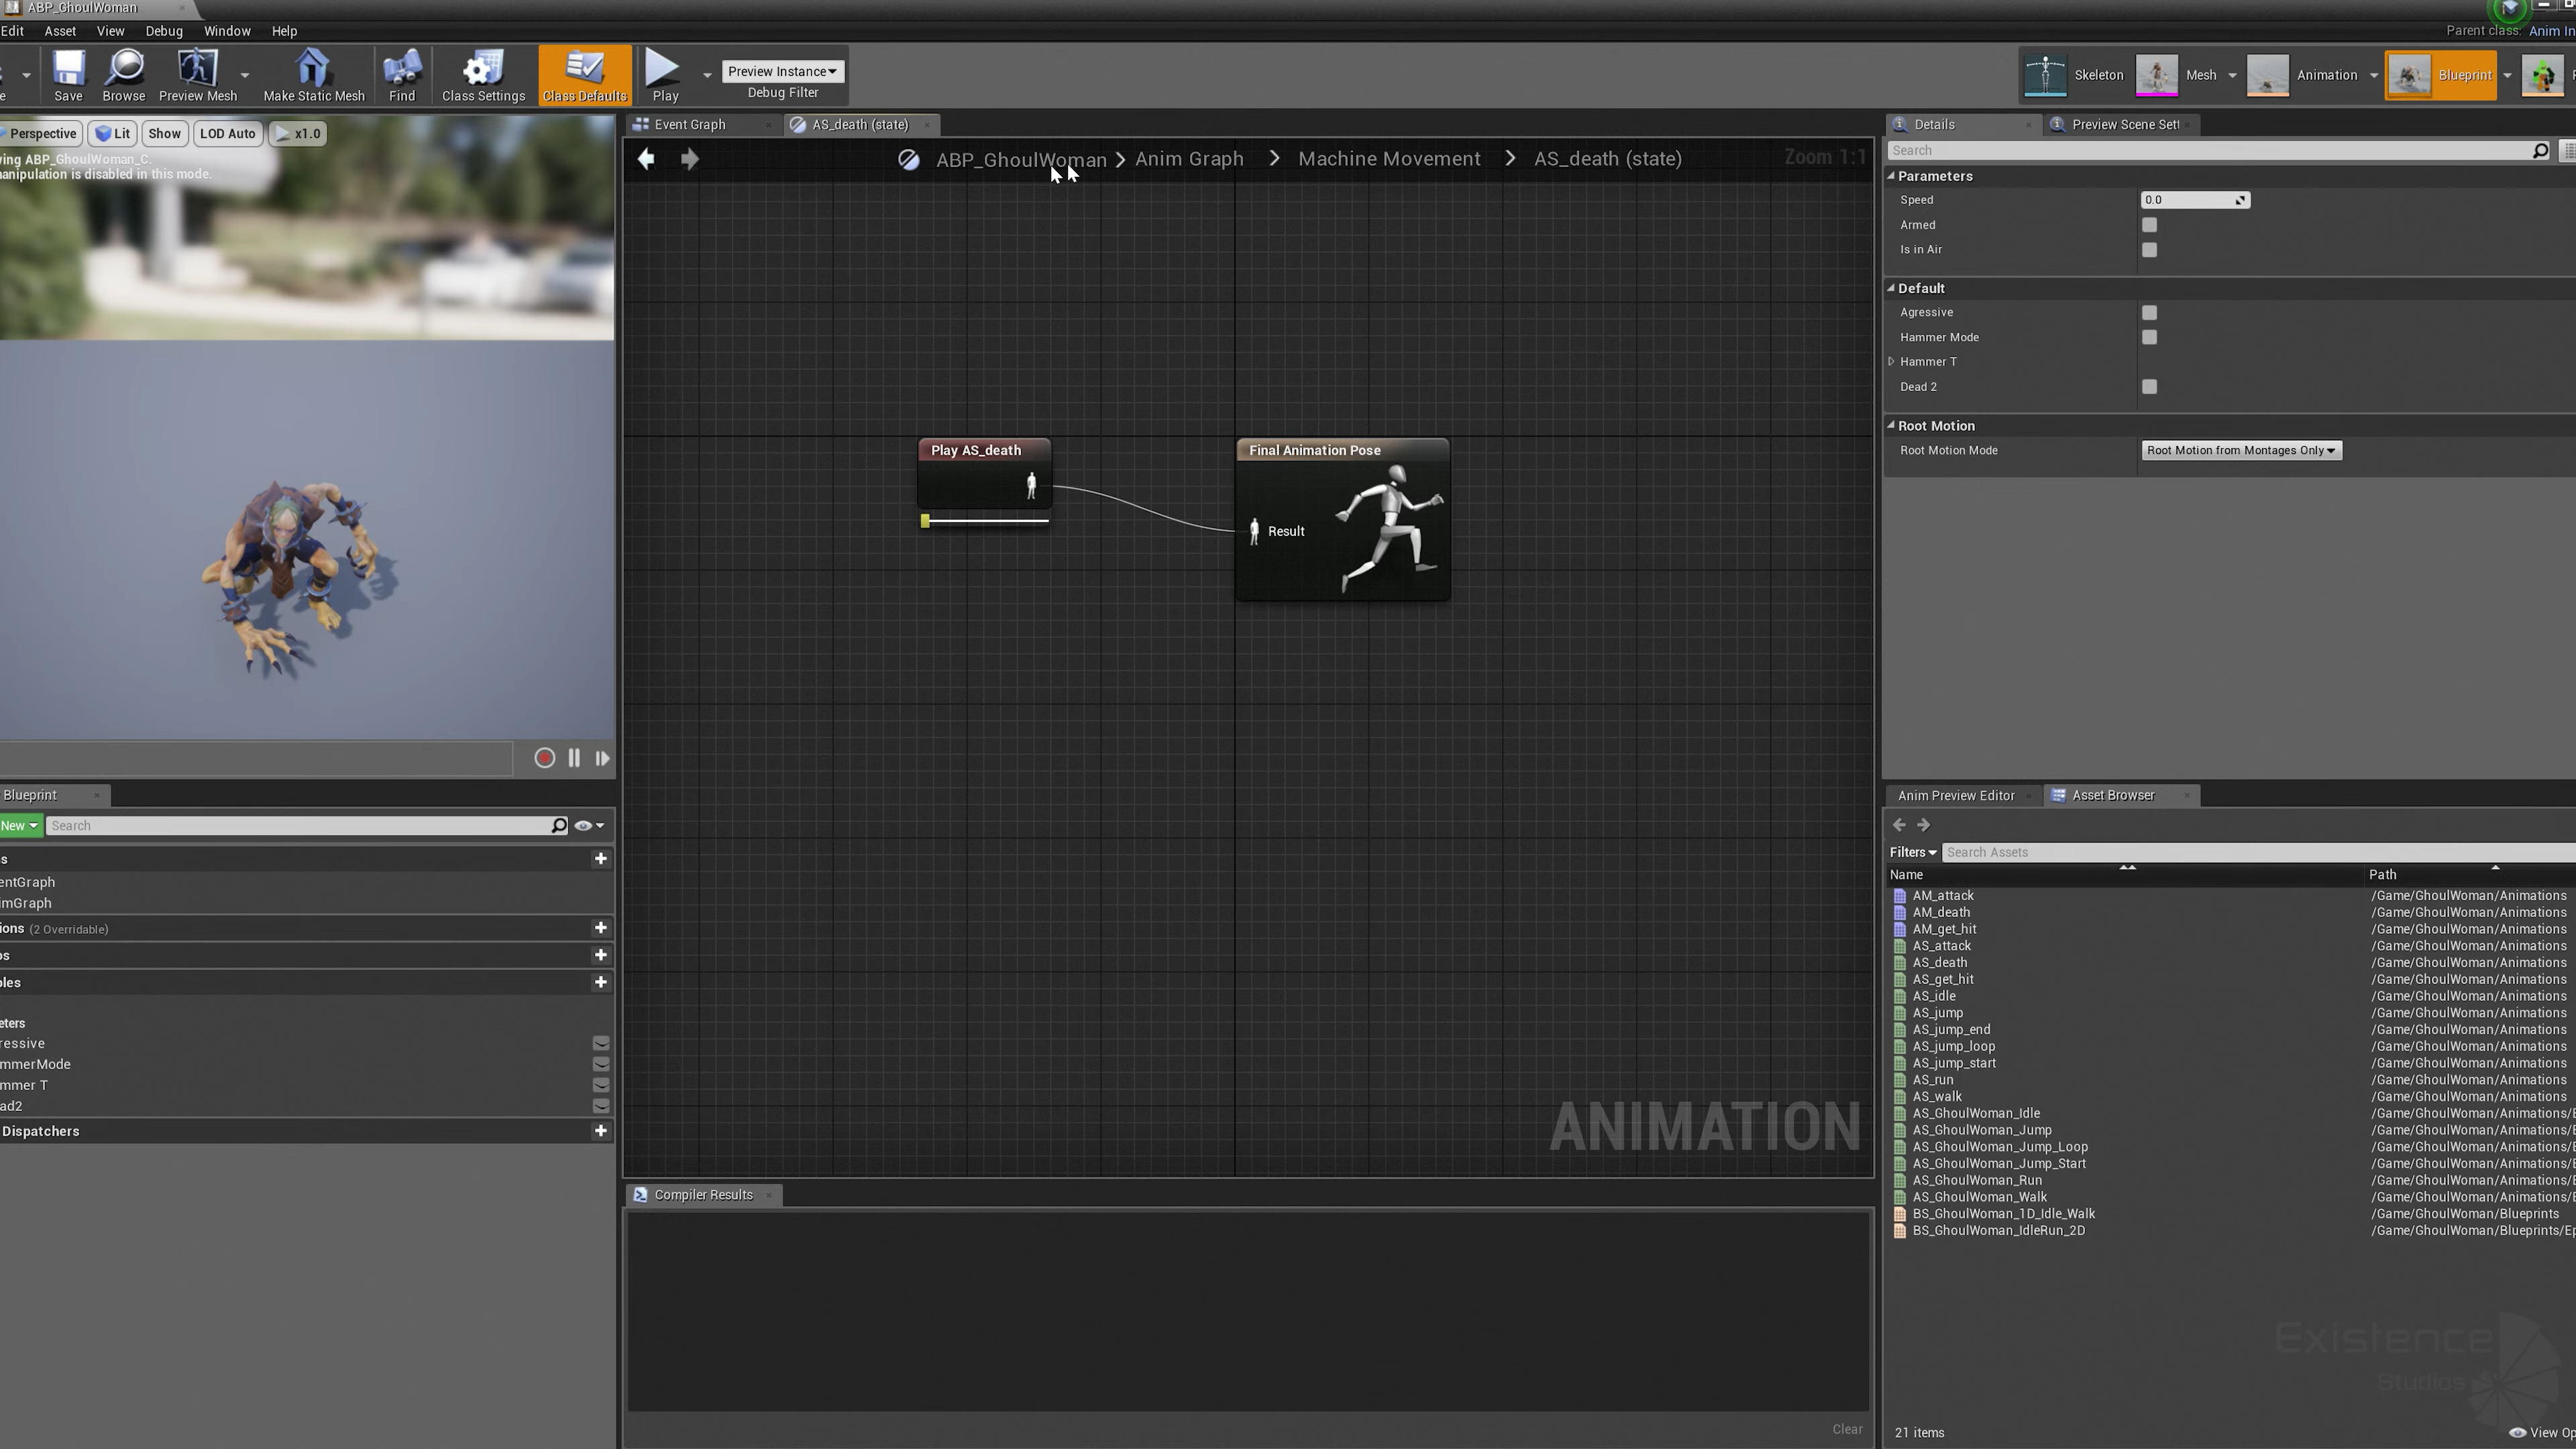 ABP_GhoulWoman
Edit Asset View Debug Window Help
Parent class: Anim In
Save Browse Preview Mesh Make Static Mesh Find Class Settings Class Defaults Play
Preview Instance
Debug Filter
Skeleton Mesh Animation Blueprint
Perspective Lit Show LOD Auto x1.0
ving ABP_GhoulWoman_C.
anipulation is disabled in this mode.
Event Graph AS_death (state)
ABP_GhoulWoman > Anim Graph > Machine Movement > AS_death (state)
Zoom 1:1
Play AS_death
Final Animation Pose
Result
ANIMATION
Compiler Results
Clear
Details Preview Scene Sett
Search
Parameters
Speed 0.0
Armed
Is in Air
Default
Agressive
Hammer Mode
Hammer T
Dead 2
Root Motion
Root Motion Mode Root Motion from Montages Only
Blueprint
New Search
s
entGraph
imGraph
ions (2 Overridable)
os
bles
eters
ressive
mmerMode
mmer T
ad2
Dispatchers
Anim Preview Editor Asset Browser
Filters Search Assets
Name Path
AM_attack /Game/GhoulWoman/Animations
AM_death /Game/GhoulWoman/Animations
AM_get_hit /Game/GhoulWoman/Animations
AS_attack /Game/GhoulWoman/Animations
AS_death /Game/GhoulWoman/Animations
AS_get_hit /Game/GhoulWoman/Animations
AS_idle /Game/GhoulWoman/Animations
AS_jump /Game/GhoulWoman/Animations
AS_jump_end /Game/GhoulWoman/Animations
AS_jump_loop /Game/GhoulWoman/Animations
AS_jump_start /Game/GhoulWoman/Animations
AS_run /Game/GhoulWoman/Animations
AS_walk /Game/GhoulWoman/Animations
AS_GhoulWoman_Idle /Game/GhoulWoman/Animations/E
AS_GhoulWoman_Jump /Game/GhoulWoman/Animations/E
AS_GhoulWoman_Jump_Loop /Game/GhoulWoman/Animations/E
AS_GhoulWoman_Jump_Start /Game/GhoulWoman/Animations/E
AS_GhoulWoman_Run /Game/GhoulWoman/Animations/E
AS_GhoulWoman_Walk /Game/GhoulWoman/Animations/E
BS_GhoulWoman_1D_Idle_Walk /Game/GhoulWoman/Blueprints
BS_GhoulWoman_IdleRun_2D /Game/GhoulWoman/Blueprints/Ep
Existence
Studios
21 items
View Op